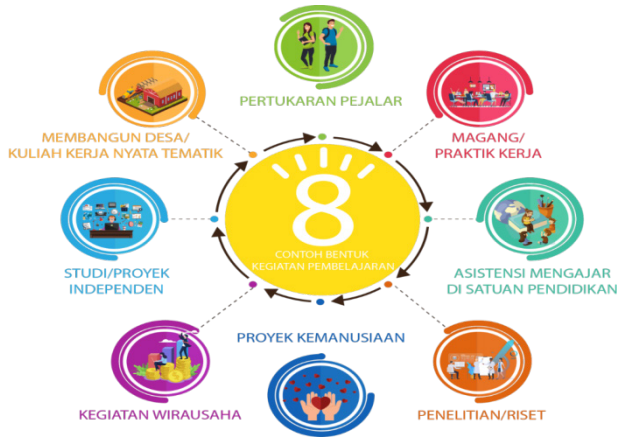 PERTUKARAN PEJALAR
MEMBANGUN DESA/
KULIAH KERJA NYATA TEMATIK
MAGANG/
PRAKTIK KERJA
8
CONTOH BENTUK
KEGIATAN PEMBELAJARAN
STUDI/PROYEK
INDEPENDEN
ASISTENSI MENGAJAR
DI SATUAN PENDIDIKAN
PROYEK KEMANUSIAAN
KEGIATAN WIRAUSAHA
PENELITIAN/RISET